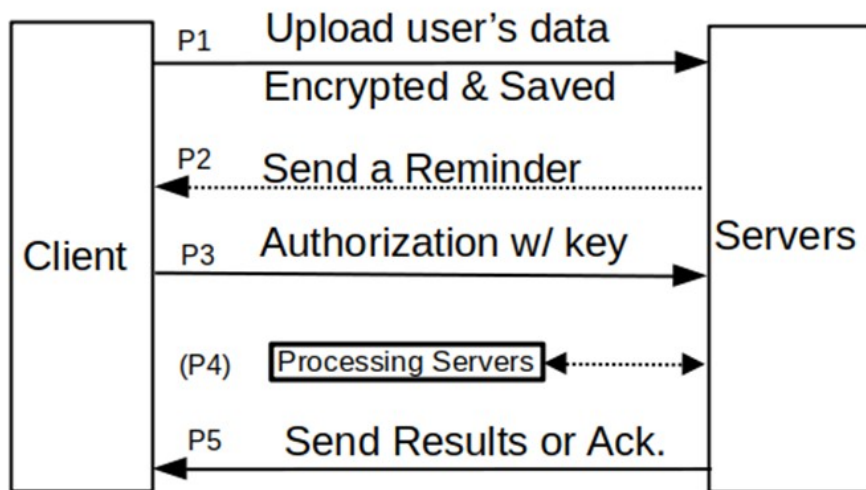 P1 Upload user’s data
Encrypted & Saved
P2 Send a Reminder
Client
P3 Authorization w/ key
Servers
(P4) Processing Servers
P5 Send Results or Ack.